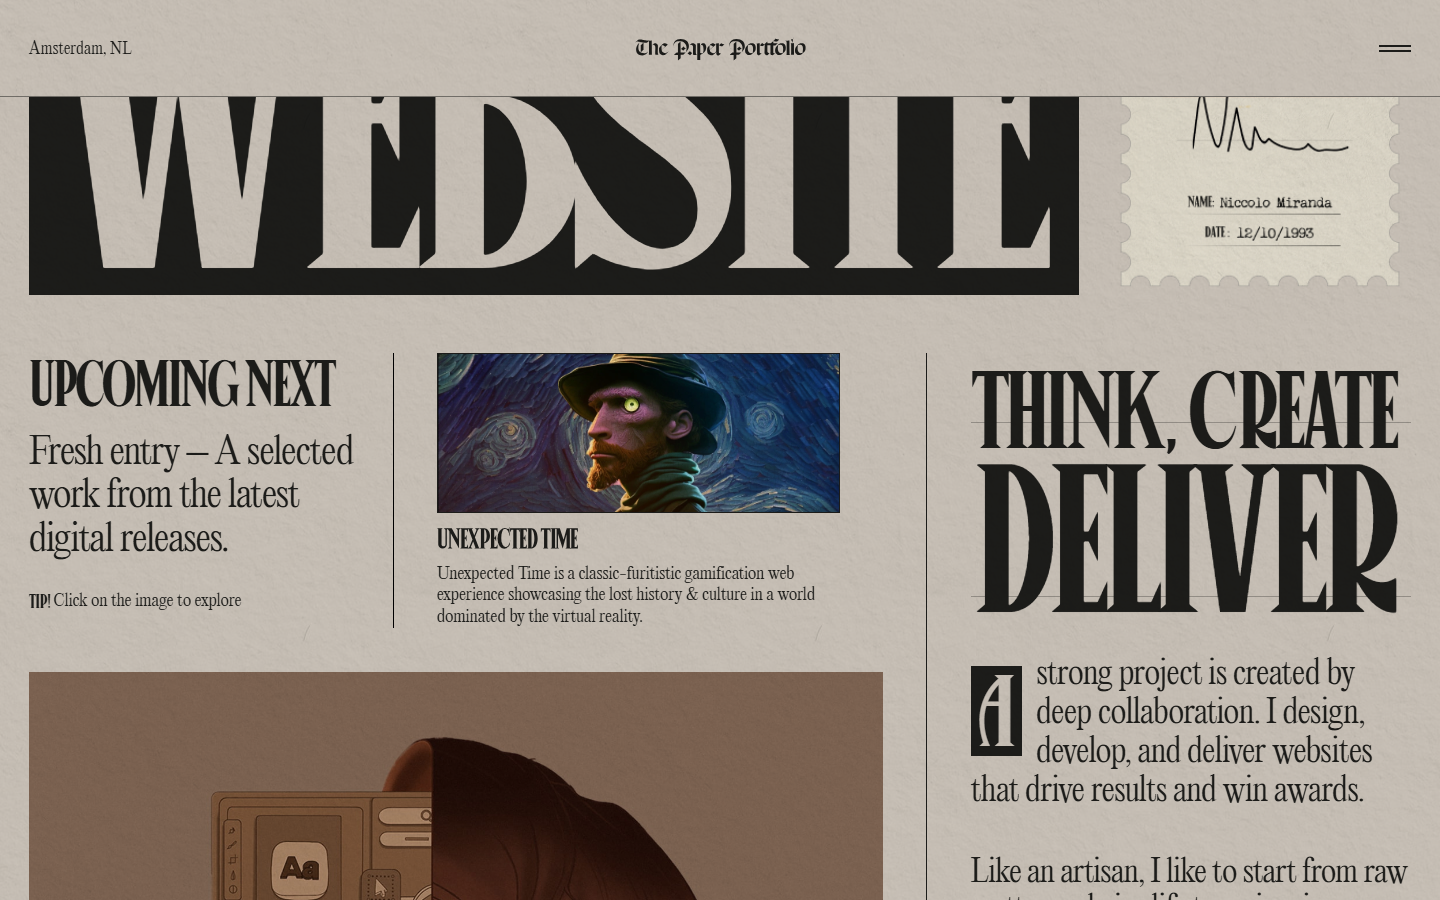 Amsterdam, NL
The Paper Portfolio
WEBSITE
NAME: Niccolo Miranda
DATE: 12/10/1993
UPCOMING NEXT
Fresh entry — A selected
work from the latest
digital releases.
TIP! Click on the image to explore
UNEXPECTED TIME
Unexpected Time is a classic-furitistic gamification web
experience showcasing the lost history & culture in a world
dominated by the virtual reality.
THINK, CREATE
DELIVER
A strong project is created by
deep collaboration. I design,
develop, and deliver websites
that drive results and win awards.
Like an artisan, I like to start from raw
Aa